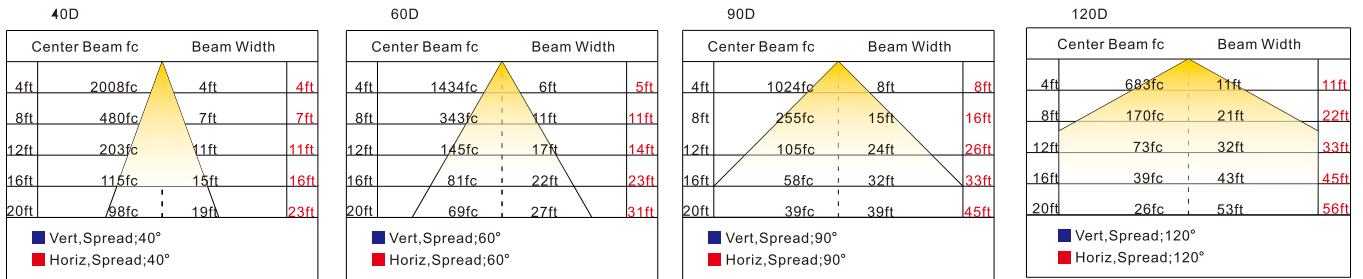 40D
Center Beam fc Beam Width
4ft 2008fc 4ft 4ft
8ft 480fc 7ft 7ft
12ft 203fc 11ft 11ft
16ft 115fc 15ft 16ft
20ft 98fc 19ft 23ft
Vert,Spread;40°
Horiz,Spread;40°
60D
Center Beam fc Beam Width
4ft 1434fc 6ft 5ft
8ft 343fc 11ft 11ft
12ft 145fc 17ft 14ft
16ft 81fc 22ft 23ft
20ft 69fc 27ft 31ft
Vert,Spread;60°
Horiz,Spread;60°
90D
Center Beam fc Beam Width
4ft 1024fc 8ft 8ft
8ft 255fc 15ft 16ft
12ft 105fc 24ft 26ft
16ft 58fc 32ft 33ft
20ft 39fc 39ft 45ft
Vert,Spread;90°
Horiz,Spread;90°
120D
Center Beam fc Beam Width
4ft 683fc 11ft 11ft
8ft 170fc 21ft 22ft
12ft 73fc 32ft 33ft
16ft 39fc 43ft 45ft
20ft 26fc 53ft 56ft
Vert,Spread;120°
Horiz,Spread;120°